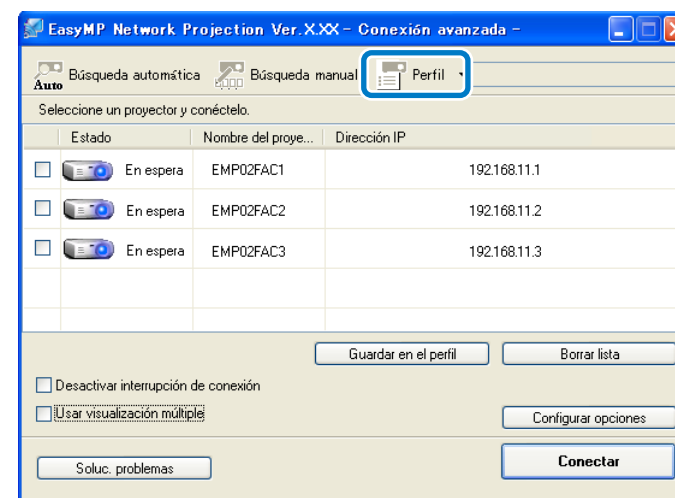 EasyMP Network Projection Ver.X.XX - Conexión avanzada -
Auto Búsqueda automática Búsqueda manual Perfil
Seleccione un proyector y conéctelo.
Estado Nombre del proye... Dirección IP
En espera EMP02FAC1 192.168.11.1
En espera EMP02FAC2 192.168.11.2
En espera EMP02FAC3 192.168.11.3
Guardar en el perfil Borrar lista
Desactivar interrupción de conexión
Usar visualización múltiple
Configurar opciones
Soluc. problemas Conectar